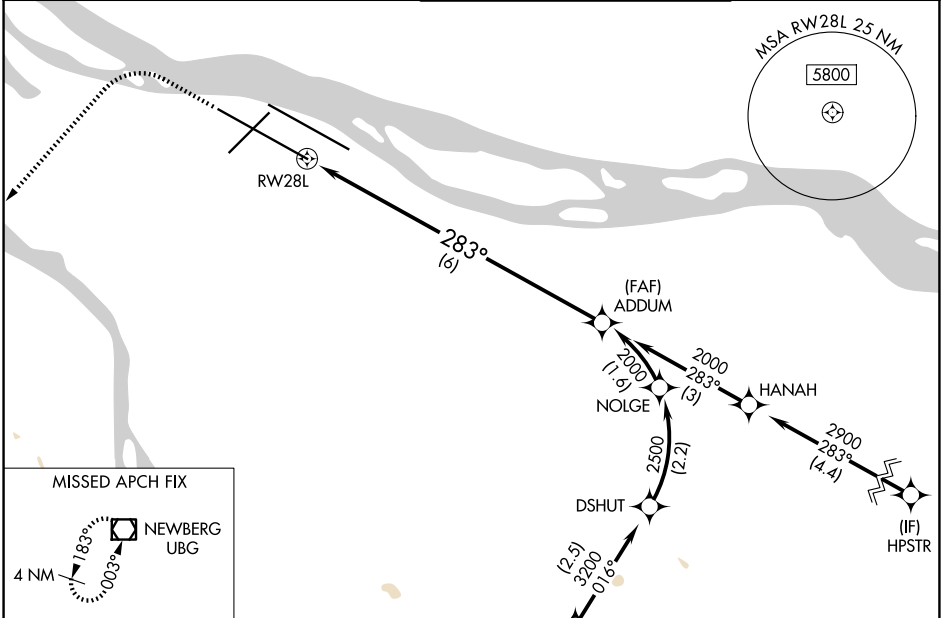 MSA RW28L 25 NM
5800
RW28L
283°
(6)
(FAF)
ADDUM
2000
(1.6)
2000
283°
(3)
HANAH
NOLGE
2900
283°
(4.4)
2500
(2.2)
DSHUT
(IF)
HPSTR
(2.5)
3200
016°
MISSED APCH FIX
NEWBERG
UBG
183°
003°
4 NM